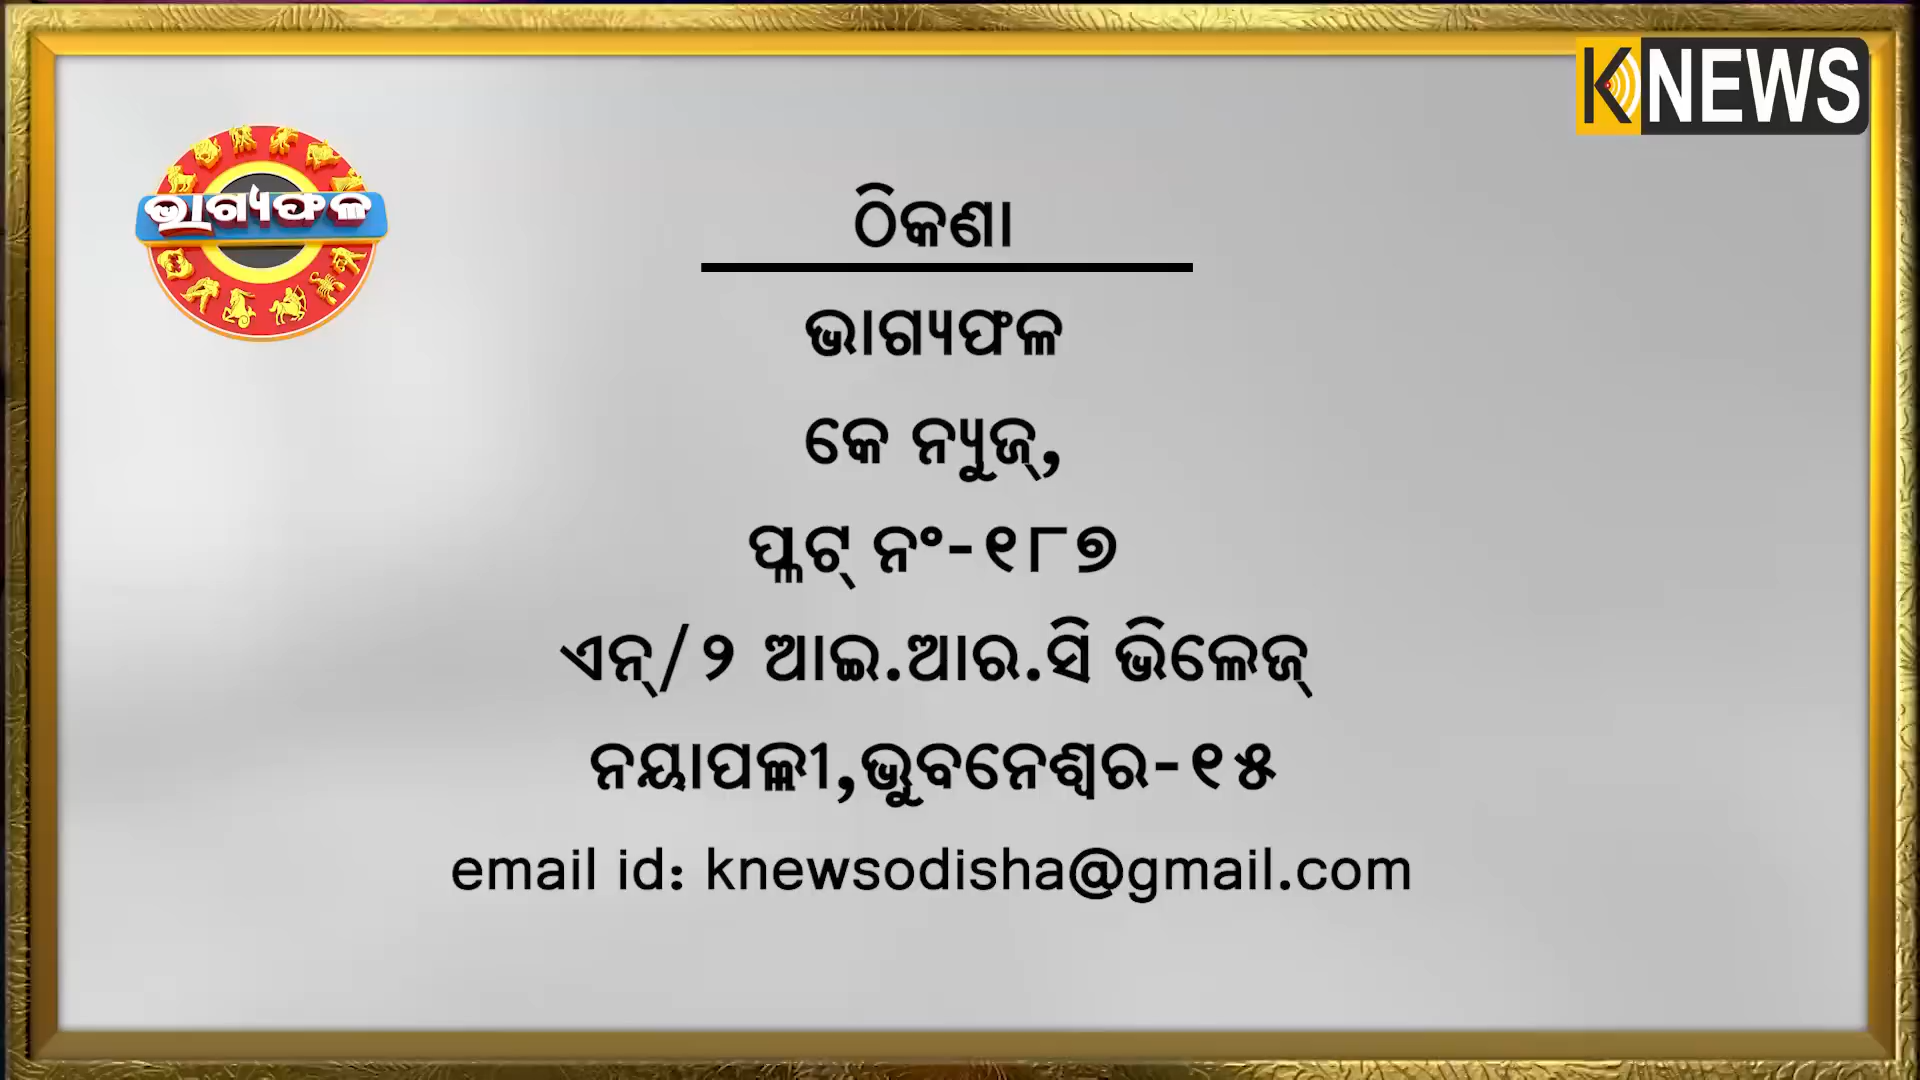 KNEWS
ଭାଗ୍ୟଫଳ
ଠିକଣା
ଭାଗ୍ୟଫଳ
କେ ନ୍ୟୁଜ୍,
ପ୍ଳଟ୍ ନଂ-୧୮୭
ଏନ୍/୨ ଆଇ.ଆର.ସି ଭିଲେଜ୍
ନୟାପଲ୍ଲୀ,ଭୁବନେଶ୍ୱର-୧୫
email id: knewsodisha@gmail.com